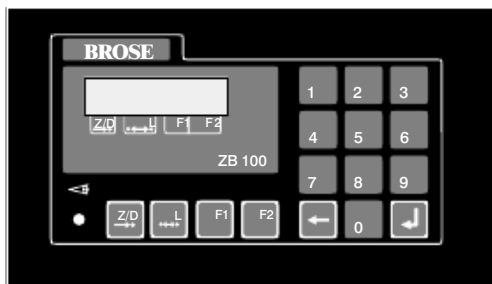 BROSE
Z/D L F1 F2
ZB 100
1 2 3
4 5 6
7 8 9
Z/D L F1 F2 0